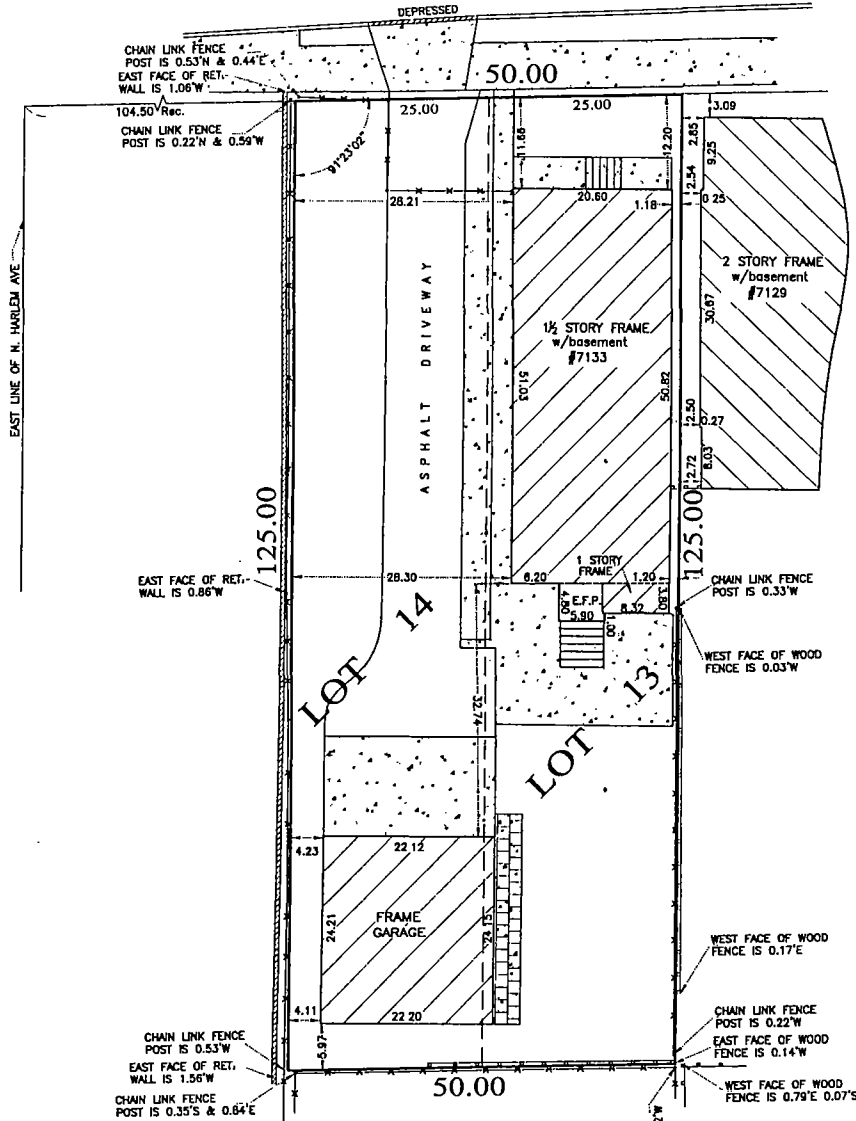 DEPRESSED
CHAIN LINK FENCE
POST IS 0.53'N & 0.44'E
EAST FACE OF RET.
WALL IS 1.06'W
104.50' Rec.
CHAIN LINK FENCE
POST IS 0.22'N & 0.59'W
50.00
25.00
25.00
3.09
91°23'02"
11.66
12.20
2.85
9.25
2.54
0.25
28.21
20.60
1.18
EAST LINE OF N. HARLEM AVE
ASPHALT DRIVEWAY
1½ STORY FRAME
w/basement
#7133
2 STORY FRAME
w/basement
#7129
51.03
50.82
30.67
2.50
0.27
2.72
8.03
125.00
125.00
EAST FACE OF RET.
WALL IS 0.86'W
28.30
6.20
1 STORY
FRAME
1.20
4.80
E.F.P.
5.90
8.32
3.80
1.00
CHAIN LINK FENCE
POST IS 0.33'W
WEST FACE OF WOOD
FENCE IS 0.03'W
LOT 14
LOT 13
32.74
4.23
22 12
24.21
FRAME
GARAGE
24 15
4.11
22 20
5.97
WEST FACE OF WOOD
FENCE IS 0.17'E
CHAIN LINK FENCE
POST IS 0.22'W
EAST FACE OF WOOD
FENCE IS 0.14'W
WEST FACE OF WOOD
FENCE IS 0.79'E 0.07'S
CHAIN LINK FENCE
POST IS 0.53'W
EAST FACE OF RET.
WALL IS 1.56'W
CHAIN LINK FENCE
POST IS 0.35'S & 0.84'E
50.00